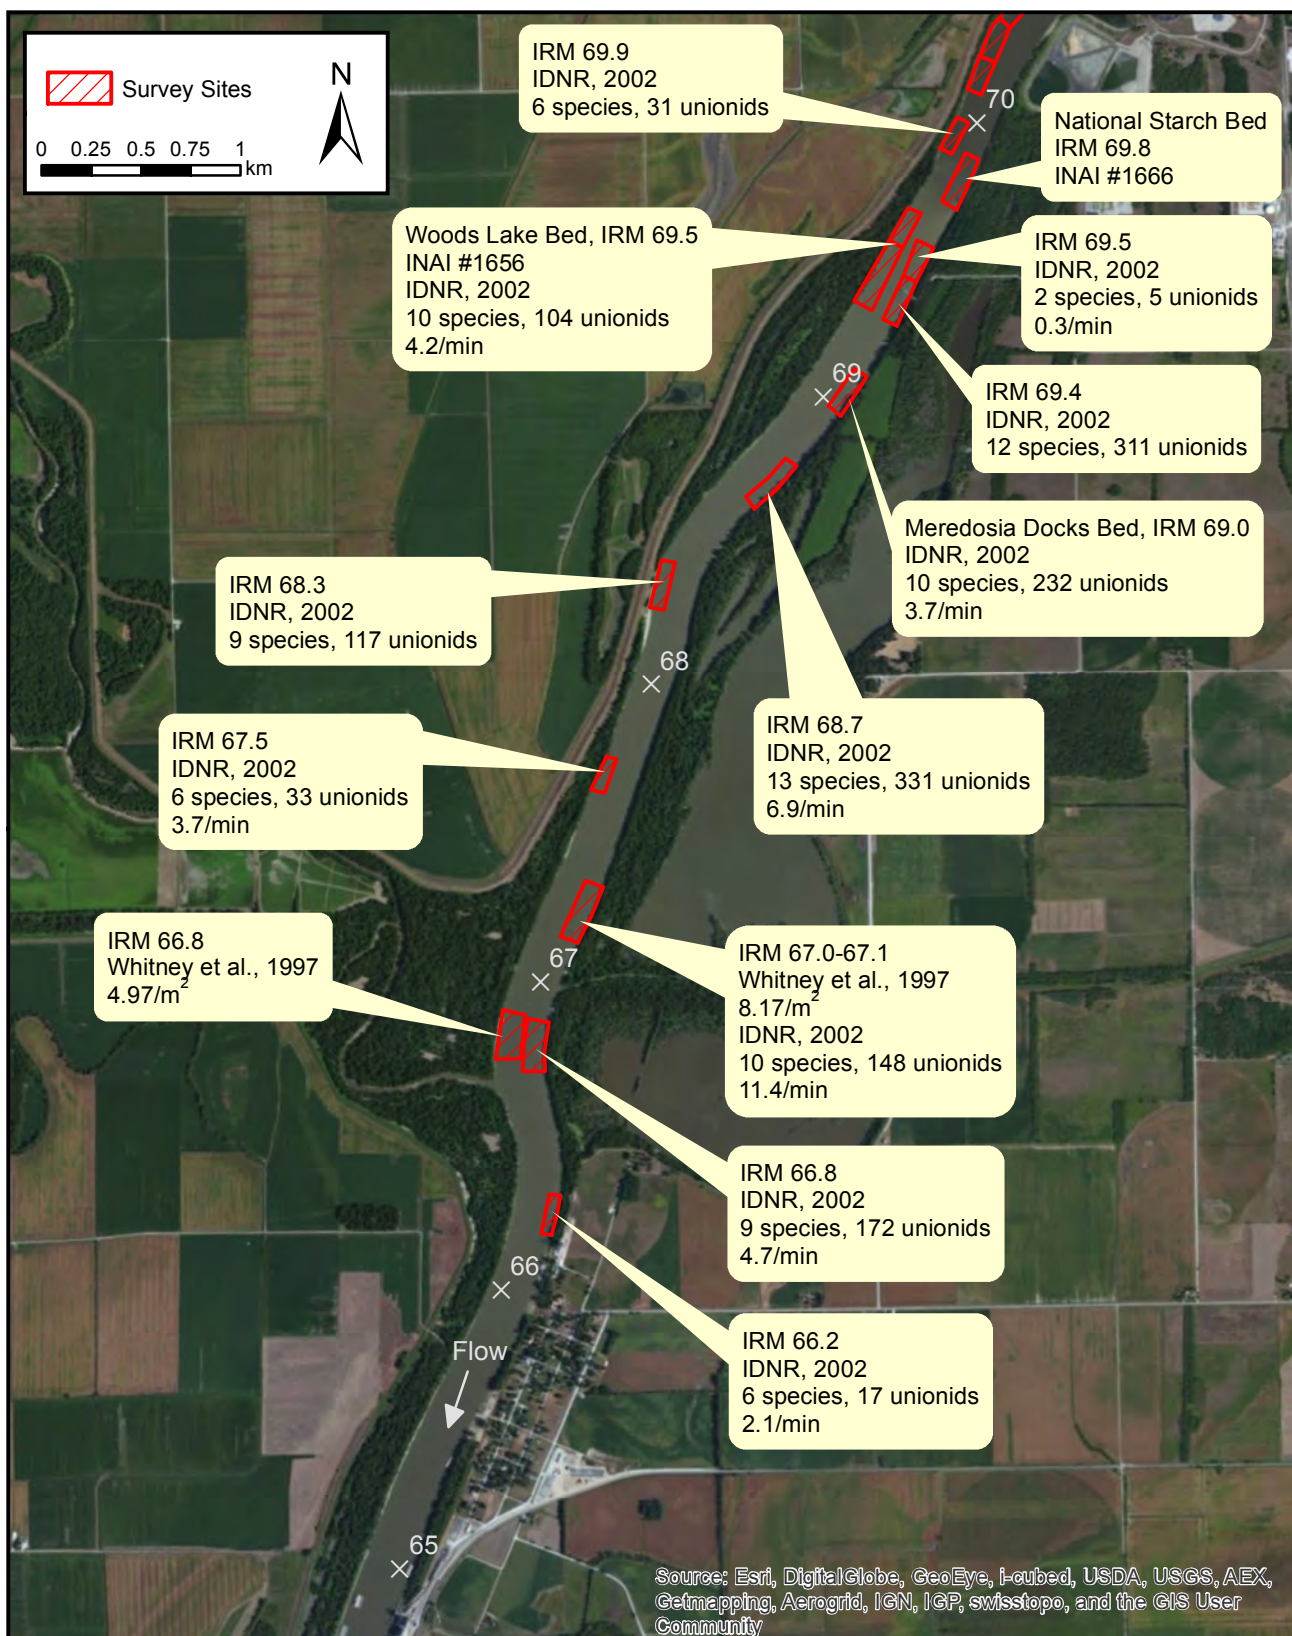 Survey Sites
N
0 0.25 0.5 0.75 1
km
IRM 69.9
IDNR, 2002
6 species, 31 unionids
70
National Starch Bed
IRM 69.8
INAI #1666
Woods Lake Bed, IRM 69.5
INAI #1656
IDNR, 2002
10 species, 104 unionids
4.2/min
IRM 69.5
IDNR, 2002
2 species, 5 unionids
0.3/min
IRM 69.4
IDNR, 2002
12 species, 311 unionids
69
Meredosia Docks Bed, IRM 69.0
IDNR, 2002
10 species, 232 unionids
3.7/min
IRM 68.3
IDNR, 2002
9 species, 117 unionids
68
IRM 68.7
IDNR, 2002
13 species, 331 unionids
6.9/min
IRM 67.5
IDNR, 2002
6 species, 33 unionids
3.7/min
IRM 66.8
Whitney et al., 1997
4.97/m²
67
IRM 67.0-67.1
Whitney et al., 1997
8.17/m²
IDNR, 2002
10 species, 148 unionids
11.4/min
IRM 66.8
IDNR, 2002
9 species, 172 unionids
4.7/min
66
IRM 66.2
IDNR, 2002
6 species, 17 unionids
2.1/min
Flow
65
Source: Esri, DigitalGlobe, GeoEye, i-cubed, USDA, USGS, AEX,
Getmapping, Aerogrid, IGN, IGP, swisstopo, and the GIS User
Community